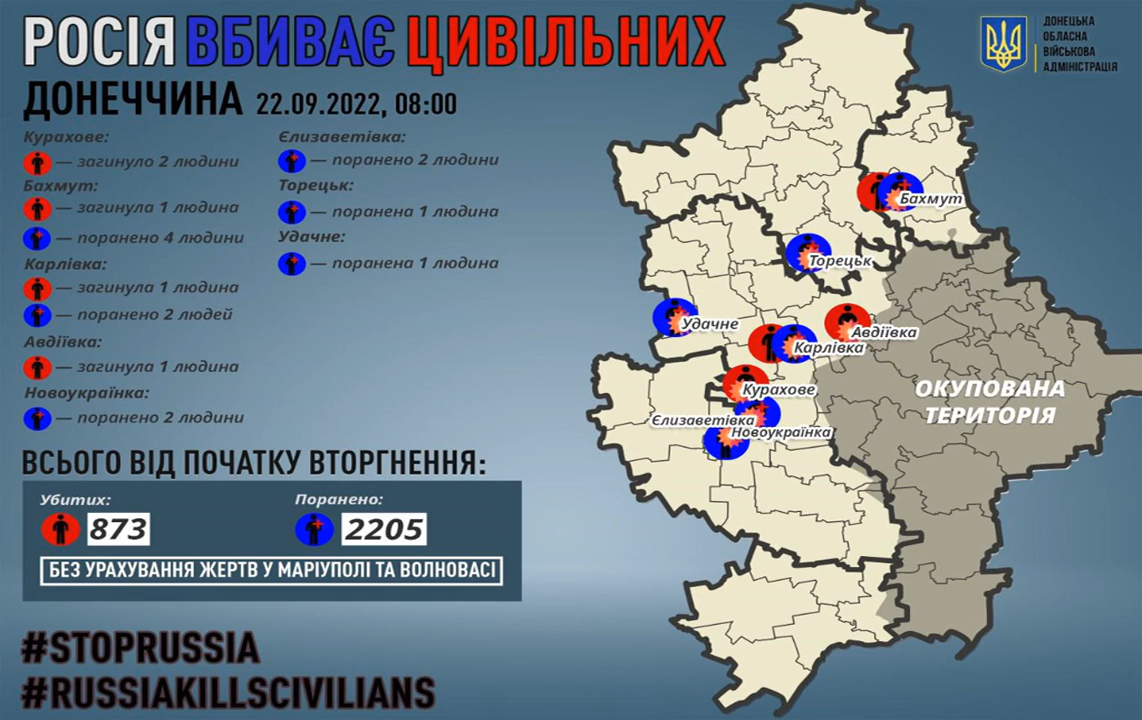 РОСІЯ ВБИВАЄ ЦИВІЛЬНИХ
ДОНЕЦЬКА
ОБЛАСНА
ВІЙСЬКОВА
АДМІНІСТРАЦІЯ
ДОНЕЧЧИНА 22.09.2022, 08:00
Курахове:
— загинуло 2 людини
Бахмут:
— загинула 1 людина
— поранено 4 людини
Карлівка:
— загинула 1 людина
— поранено 2 людей
Авдіївка:
— загинула 1 людина
Новоукраїнка:
— поранено 2 людини
Єлизаветівка:
— поранено 2 людини
Торецьк:
— поранена 1 людина
Удачне:
— поранена 1 людина
ВСЬОГО ВІД ПОЧАТКУ ВТОРГНЕННЯ:
Убитих:
873
Поранено:
2205
БЕЗ УРАХУВАННЯ ЖЕРТВ У МАРІУПОЛІ ТА ВОЛНОВАСІ
#STOPRUSSIA
#RUSSIAKILLSCIVILIANS
Бахмут
Торецьк
Удачне
Авдіївка
Карлівка
Курахове
Єлизаветівка
Новоукраїнка
ОКУПОВАНА
ТЕРИТОРІЯ